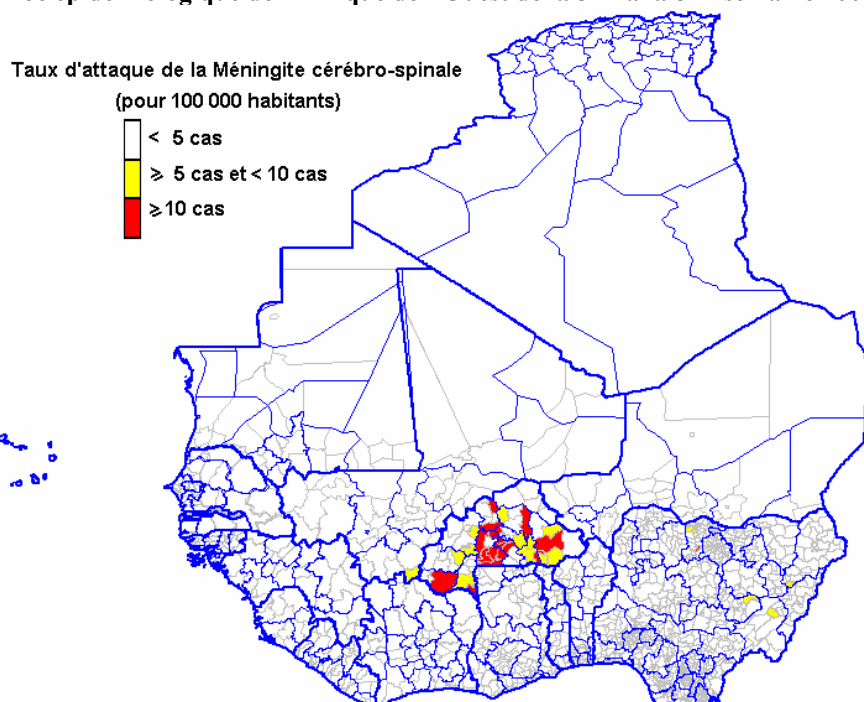 Taux d'attaque de la Méningite cérébro-spinale
(pour 100 000 habitants)
< 5 cas
≥ 5 cas et < 10 cas
≥ 10 cas